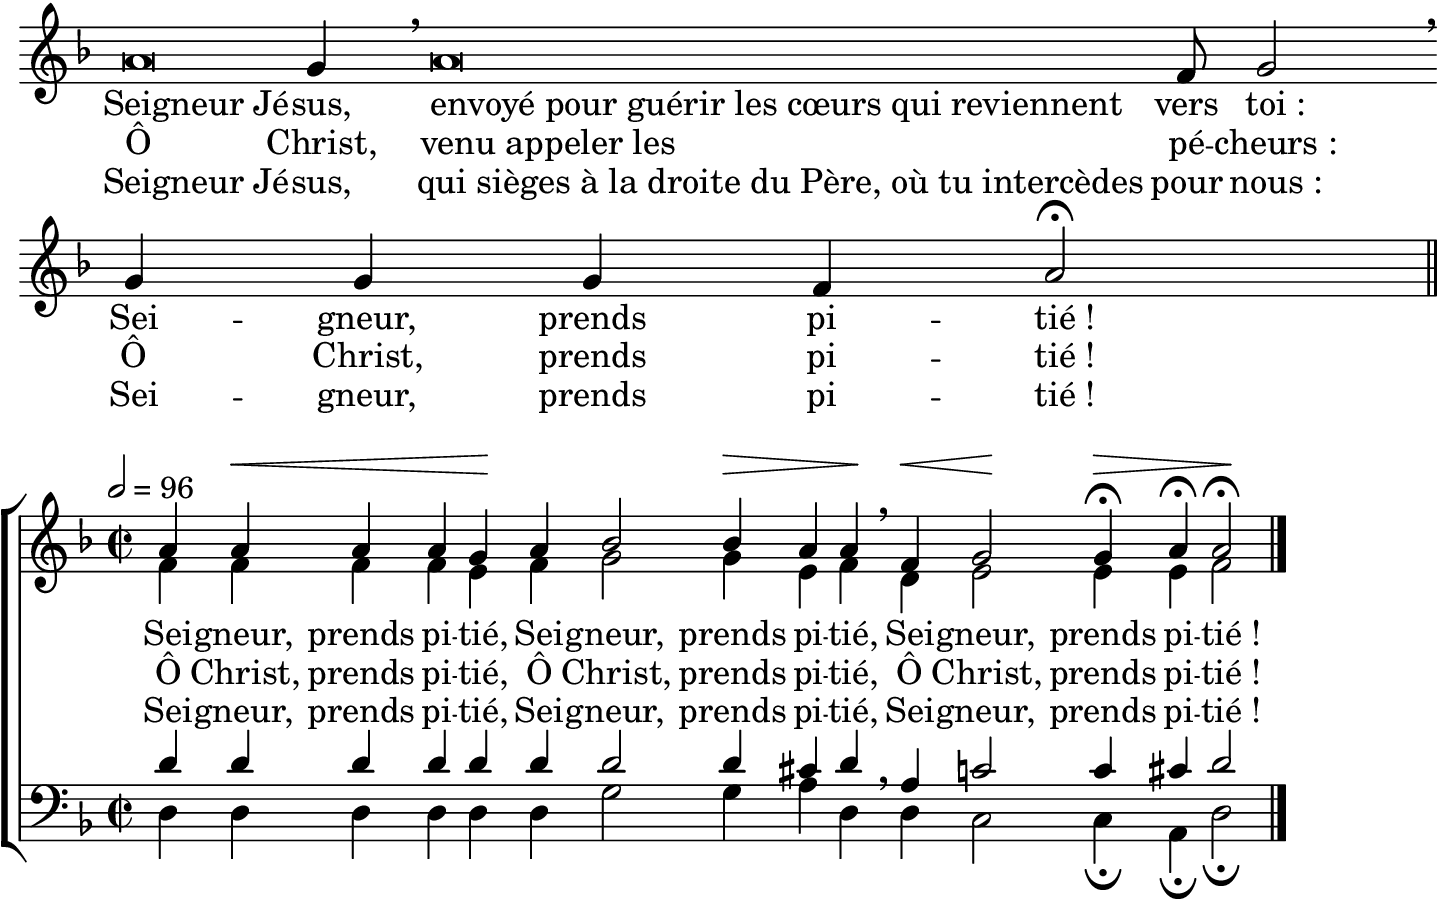 Seigneur Jésus, envoyé pour guérir les cœurs qui reviennent vers toi :
Ô Christ, venu appeler les pé - cheurs :
Seigneur Jésus, qui sièges à la droite du Père, où tu intercèdes pour nous :
Sei - gneur, prends pi - tié !
Ô Christ, prends pi - tié !
Sei - gneur, prends pi - tié !
= 96
Seigneur, prends pi - tié, Seigneur, prends pi - tié, Seigneur, prends pi - tié !
Ô Christ, prends pi - tié, Ô Christ, prends pi - tié, Ô Christ, prends pi - tié !
Seigneur, prends pi - tié, Seigneur, prends pi - tié, Seigneur, prends pi - tié !